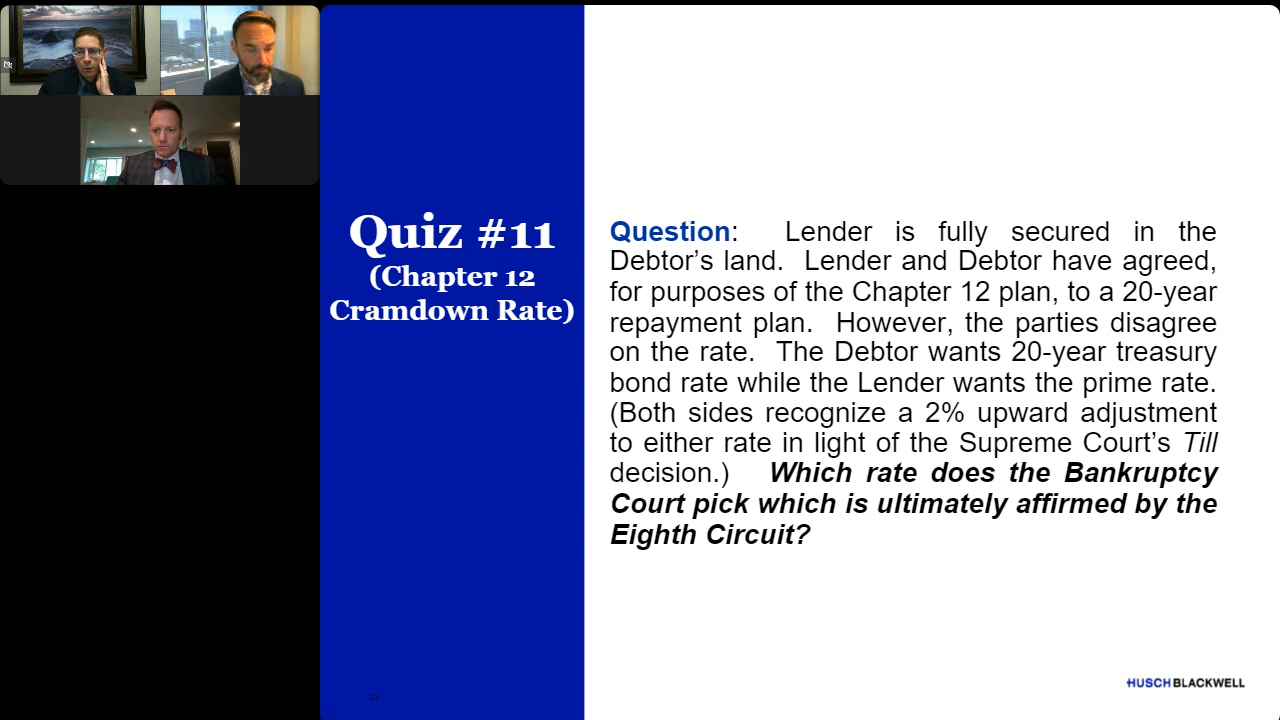 Quiz #11
(Chapter 12
Cramdown Rate)
Question: Lender is fully secured in the
Debtor’s land. Lender and Debtor have agreed,
for purposes of the Chapter 12 plan, to a 20-year
repayment plan. However, the parties disagree
on the rate. The Debtor wants 20-year treasury
bond rate while the Lender wants the prime rate.
(Both sides recognize a 2% upward adjustment
to either rate in light of the Supreme Court’s Till
decision.) Which rate does the Bankruptcy
Court pick which is ultimately affirmed by the
Eighth Circuit?
HUSCHBLACKWELL